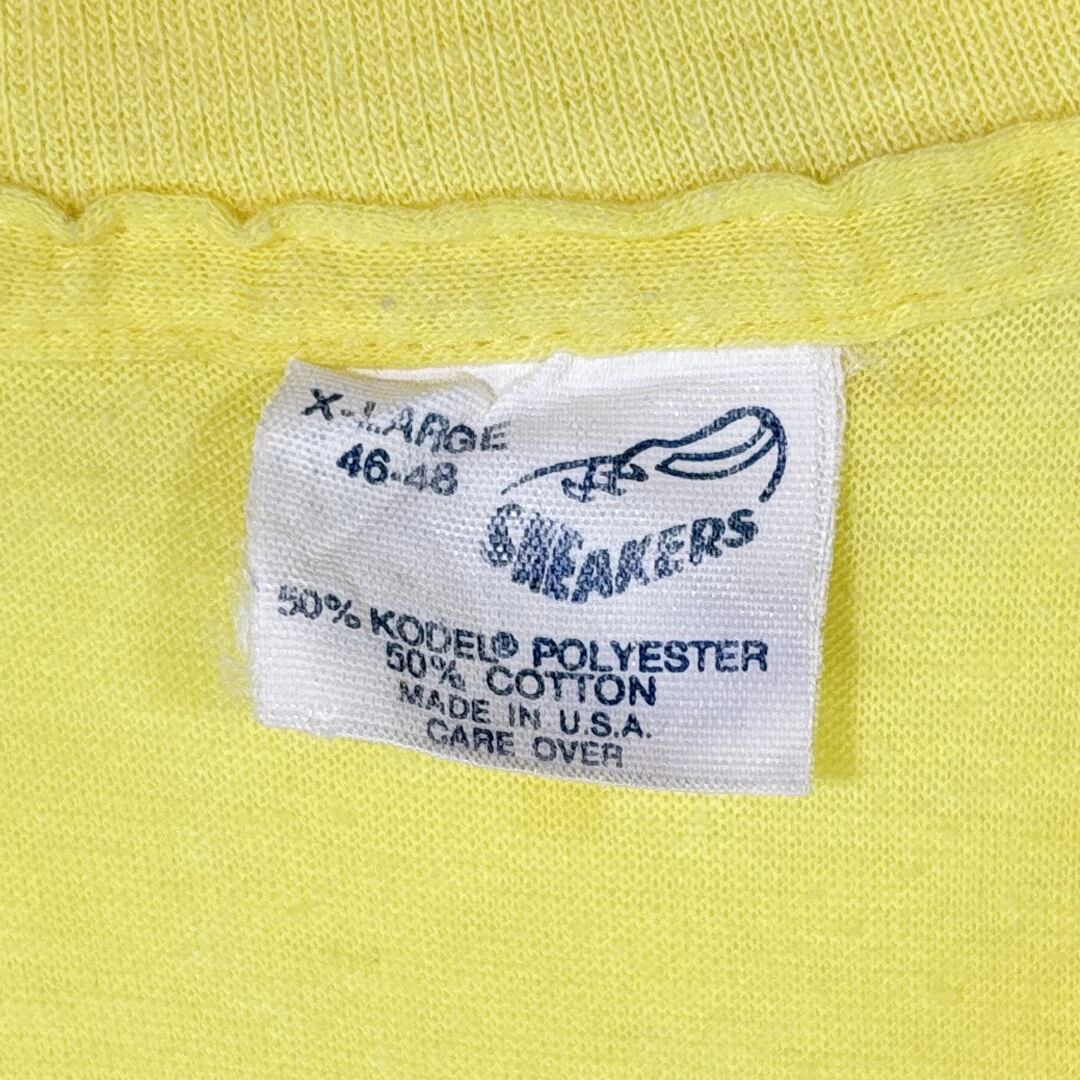 X-LARGE
46-48
SNEAKERS
50% KODEL® POLYESTER
50% COTTON
MADE IN U.S.A.
CARE OVER